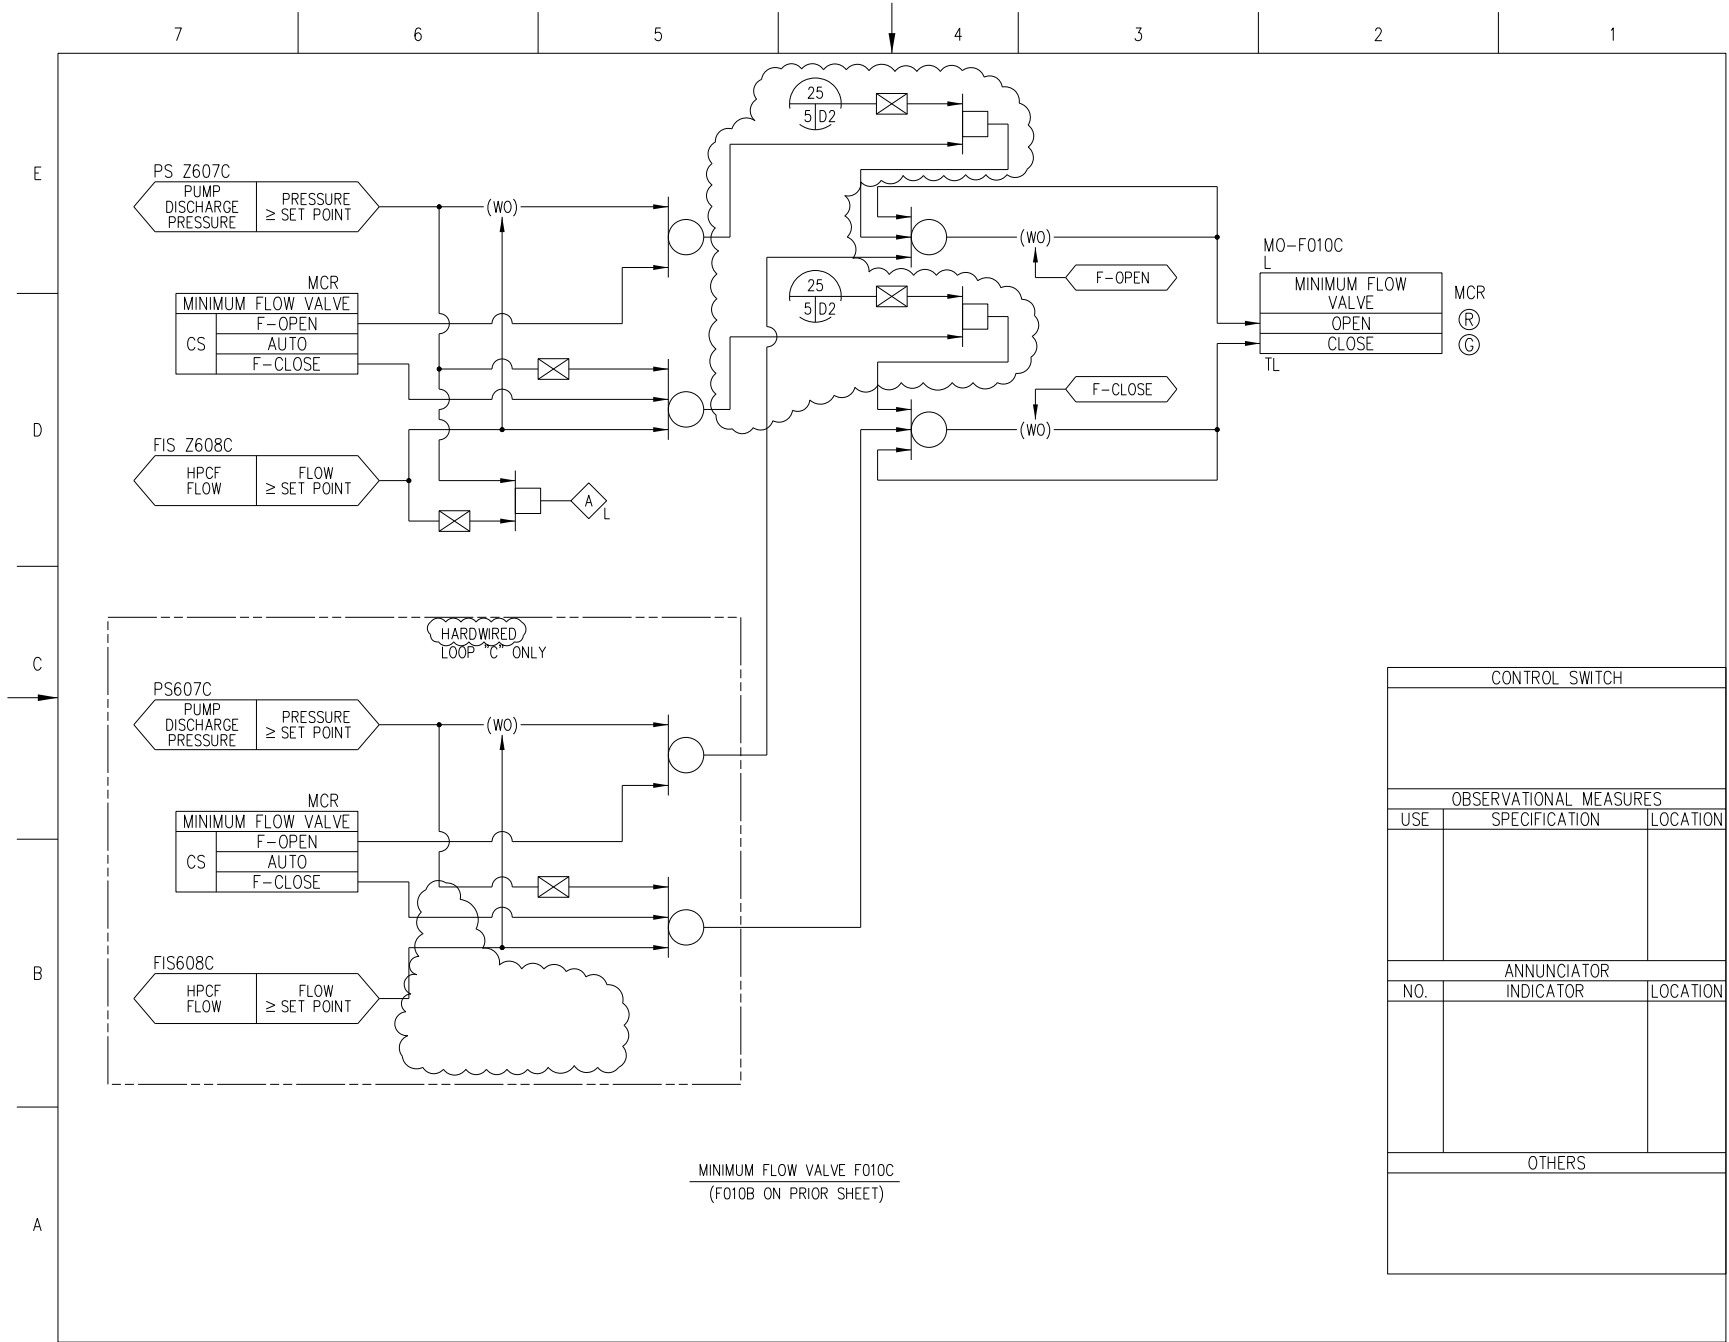 7 6 5 4 3 2 1
E
D
C
B
A
25
5 D2
PS Z607C
PUMP
DISCHARGE
PRESSURE
PRESSURE
≥ SET POINT
(WO)
MCR
MINIMUM FLOW VALVE
CS
F-OPEN
AUTO
F-CLOSE
25
5 D2
(WO)
F-OPEN
MO-F010C
L
MINIMUM FLOW
VALVE
OPEN
CLOSE
TL
MCR
R
G
F-CLOSE
(WO)
FIS Z608C
HPCF
FLOW
FLOW
≥ SET POINT
A
L
HARDWIRED
LOOP "C" ONLY
PS607C
PUMP
DISCHARGE
PRESSURE
PRESSURE
≥ SET POINT
(WO)
MCR
MINIMUM FLOW VALVE
CS
F-OPEN
AUTO
F-CLOSE
FIS608C
HPCF
FLOW
FLOW
≥ SET POINT
CONTROL SWITCH
OBSERVATIONAL MEASURES
USE SPECIFICATION LOCATION
ANNUNCIATOR
NO. INDICATOR LOCATION
OTHERS
MINIMUM FLOW VALVE F010C
(F010B ON PRIOR SHEET)